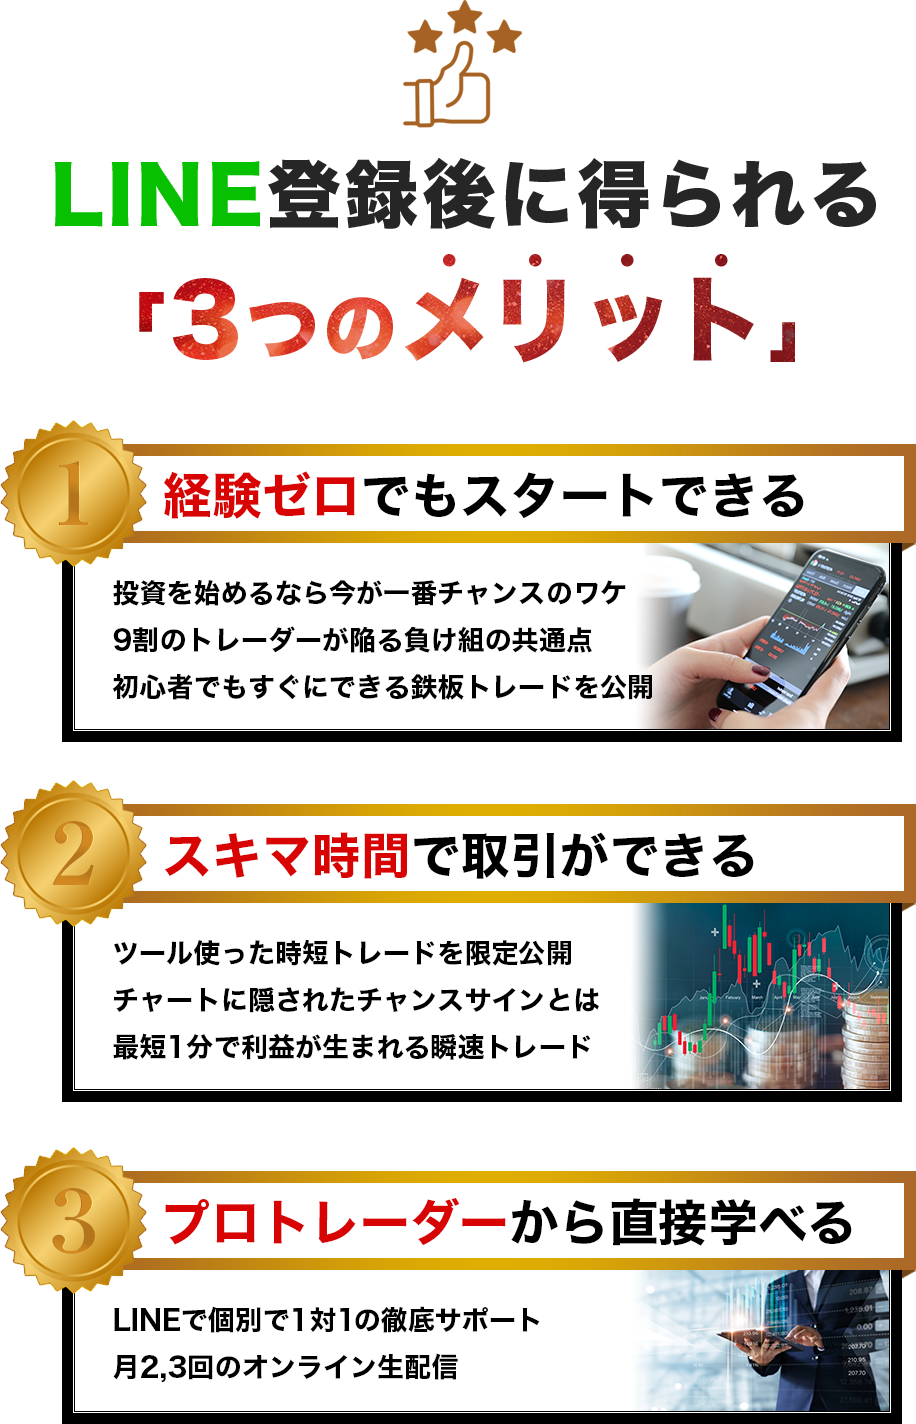 LINE登録後に得られる
「3つのメリット」
1
経験ゼロでもスタートできる
投資を始めるなら今が一番チャンスのワケ
9割のトレーダーが陥る負け組の共通点
初心者でもすぐにできる鉄板トレードを公開
2
スキマ時間で取引ができる
ツール使った時短トレードを限定公開
チャートに隠されたチャンスサインとは
最短1分で利益が生まれる瞬速トレード
3
プロトレーダーから直接学べる
LINEで個別で1対1の徹底サポート
月2,3回のオンライン生配信